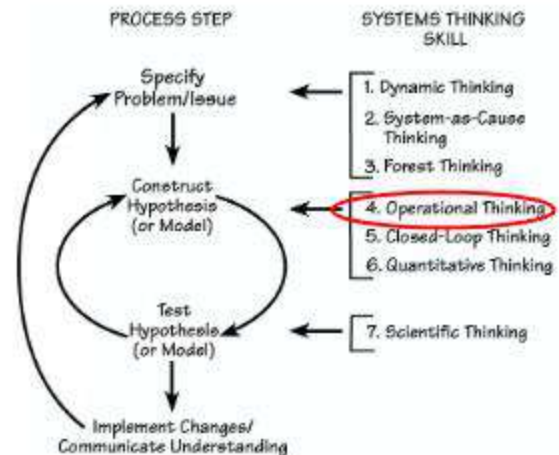 PROCESS STEP
SYSTEMS THINKING
SKILL
Specify
Problem/Issue
1. Dynamic Thinking
2. System-as-Cause
Thinking
3. Forest Thinking
Construct
Hypothesis
(or Model)
4. Operational Thinking
5. Closed-Loop Thinking
6. Quantitative Thinking
Test
Hypothesis
(or Model)
7. Scientific Thinking
Implement Changes/
Communicate Understanding